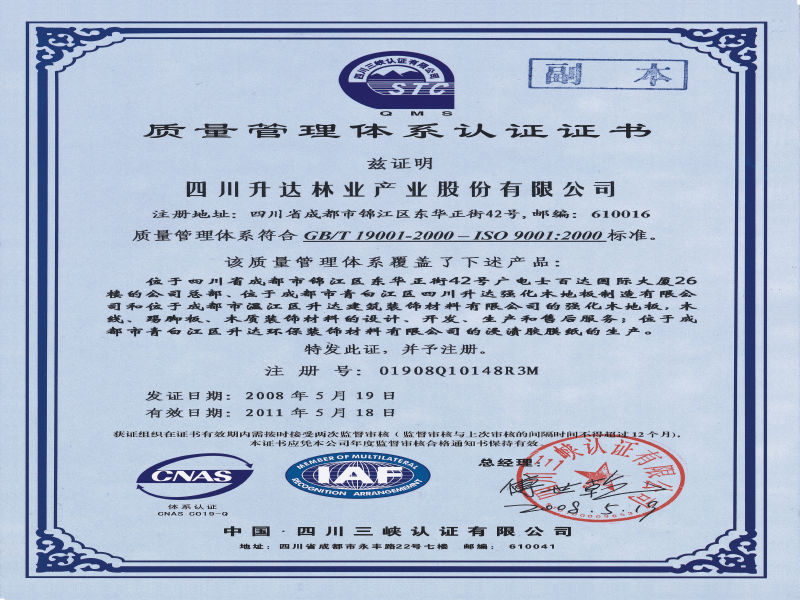 副 本
四川三峡认证有限公司
STC
QMS
质量管理体系认证证书
兹证明
四川升达林业产业股份有限公司
注册地址: 四川省成都市锦江区东华正街42号,邮编: 610016
质量管理体系符合 GB/T 19001-2000 – ISO 9001:2000 标准。
该质量管理体系覆盖了下述产品:
位于四川省成都市锦江区东华正街42号广电士百达国际大厦26
楼的公司总部、位于成都市青白江区四川升达强化木地板制造有限公
司和位于成都市温江区升达建筑装饰材料有限公司的强化木地板,木
线、踢脚板、木质装饰材料的设计、开发、生产和售后服务; 位于成
都市青白江区升达环保装饰材料有限公司的浸渍胶膜纸的生产。
特发此证, 并予注册。
注 册 号: 01908Q10148R3M
发证日期: 2008 年 5 月 19 日
有效日期: 2011 年 5 月 18 日
获证组织在证书有效期内需按时接受两次监督审核( 监督审核与上次审核的间隔时间不得超过 12 个月),
本证书应凭本公司年度监督审核合格通知书保持有效。
CNAS
体系认证
CNAS C019-Q
MEMBER OF MULTILATERAL
IAF
RECOGNITION ARRANGEMENT
总经理:
2008.5.19
四川三峡认证有限公司
中国·四川三峡认证有限公司
地址: 四川省成都市永丰路22号七楼 邮编: 610041